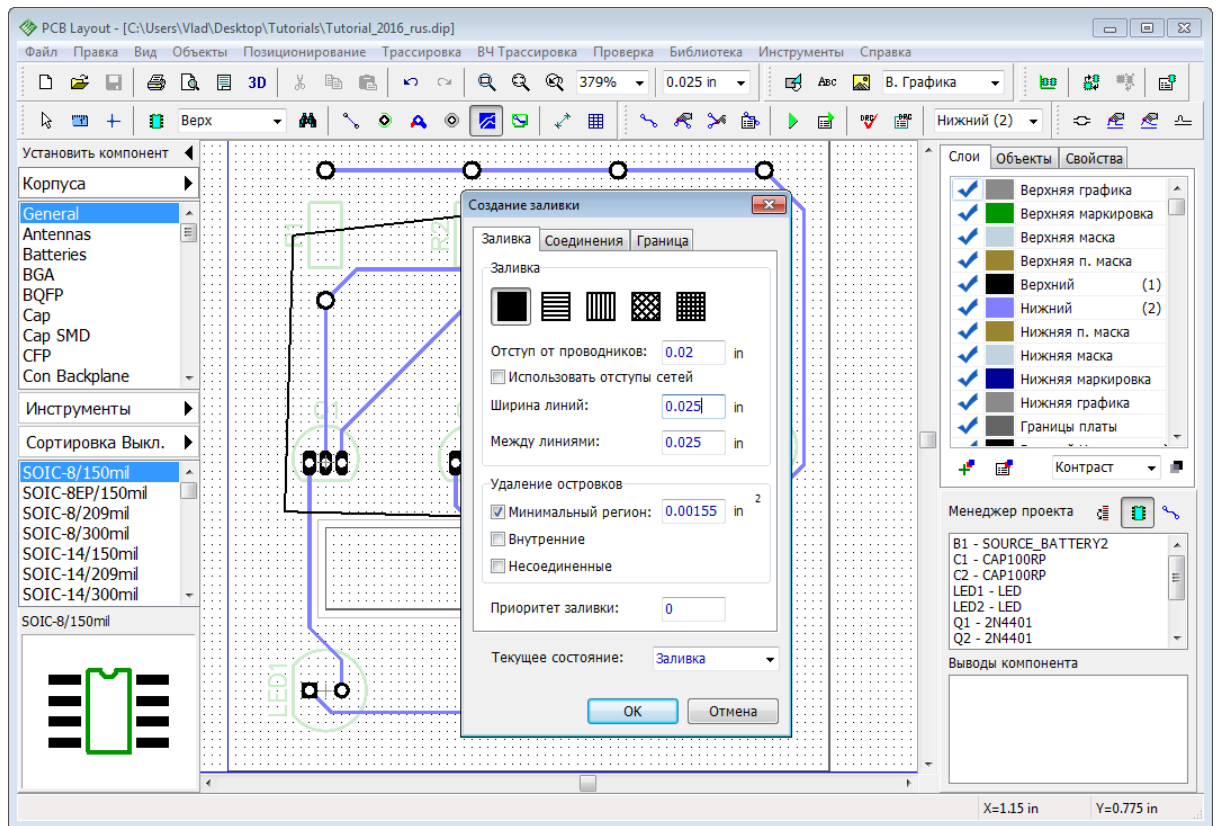 PCB Layout - [C:\Users\Vlad\Desktop\Tutorials\Tutorial_2016_rus.dip]
Файл Правка Вид Объекты Позиционирование Трассировка ВЧ Трассировка Проверка Библиотека Инструменты Справка
3D 379% 0.025 in ABC В. Графика
Верх DRC DRC Нижний (2)
Установить компонент
Корпуса
General
Antennas
Batteries
BGA
BQFP
Cap
Cap SMD
CFP
Con Backplane
Инструменты
Сортировка Выкл.
SOIC-8/150mil
SOIC-8EP/150mil
SOIC-8/209mil
SOIC-8/300mil
SOIC-14/150mil
SOIC-14/209mil
SOIC-14/300mil
SOIC-8/150mil
R2
Q1
LED1
Создание заливки
Заливка Соединения Граница
Заливка
Отступ от проводников: 0.02 in
Использовать отступы сетей
Ширина линий: 0.025 in
Между линиями: 0.025 in
Удаление островков
Минимальный регион: 0.00155 in 2
Внутренние
Несоединенные
Приоритет заливки: 0
Текущее состояние: Заливка
OK Отмена
Слои Объекты Свойства
Верхняя графика
Верхняя маркировка
Верхняя маска
Верхняя п. маска
Верхний (1)
Нижний (2)
Нижняя п. маска
Нижняя маска
Нижняя маркировка
Нижняя графика
Границы платы
Контраст
Менеджер проекта
B1 - SOURCE_BATTERY2
C1 - CAP100RP
C2 - CAP100RP
LED1 - LED
LED2 - LED
Q1 - 2N4401
Q2 - 2N4401
Выводы компонента
X=1.15 in Y=0.775 in